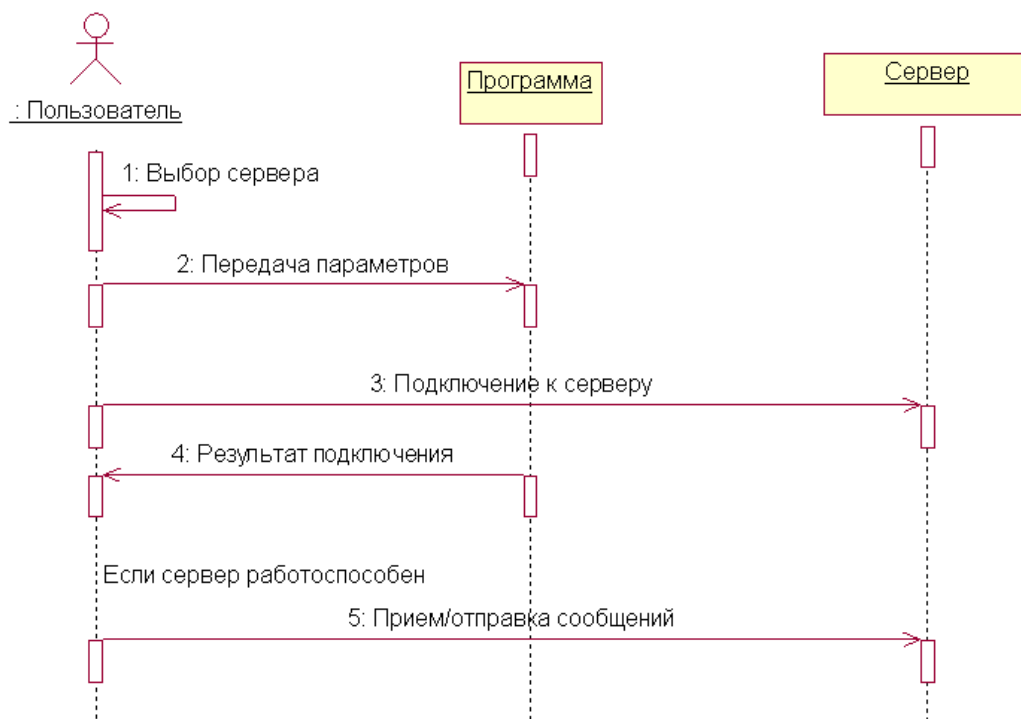 : Пользователь
Программа
Сервер
1: Выбор сервера
2: Передача параметров
3: Подключение к серверу
4: Результат подключения
Если сервер работоспособен
5: Прием/отправка сообщений